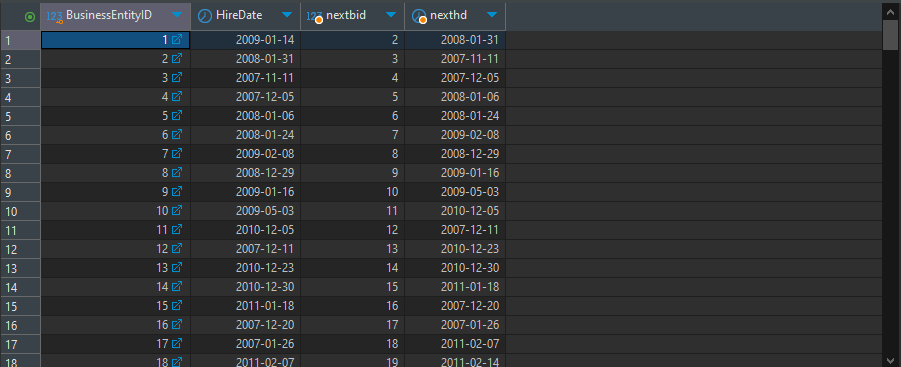 123 BusinessEntityID HireDate 123 nextbid nexthd
1 1 2009-01-14 2 2008-01-31
2 2 2008-01-31 3 2007-11-11
3 3 2007-11-11 4 2007-12-05
4 4 2007-12-05 5 2008-01-06
5 5 2008-01-06 6 2008-01-24
6 6 2008-01-24 7 2009-02-08
7 7 2009-02-08 8 2008-12-29
8 8 2008-12-29 9 2009-01-16
9 9 2009-01-16 10 2009-05-03
10 10 2009-05-03 11 2010-12-05
11 11 2010-12-05 12 2007-12-11
12 12 2007-12-11 13 2010-12-23
13 13 2010-12-23 14 2010-12-30
14 14 2010-12-30 15 2011-01-18
15 15 2011-01-18 16 2007-12-20
16 16 2007-12-20 17 2007-01-26
17 17 2007-01-26 18 2011-02-07
18 18 2011-02-07 19 2011-02-14